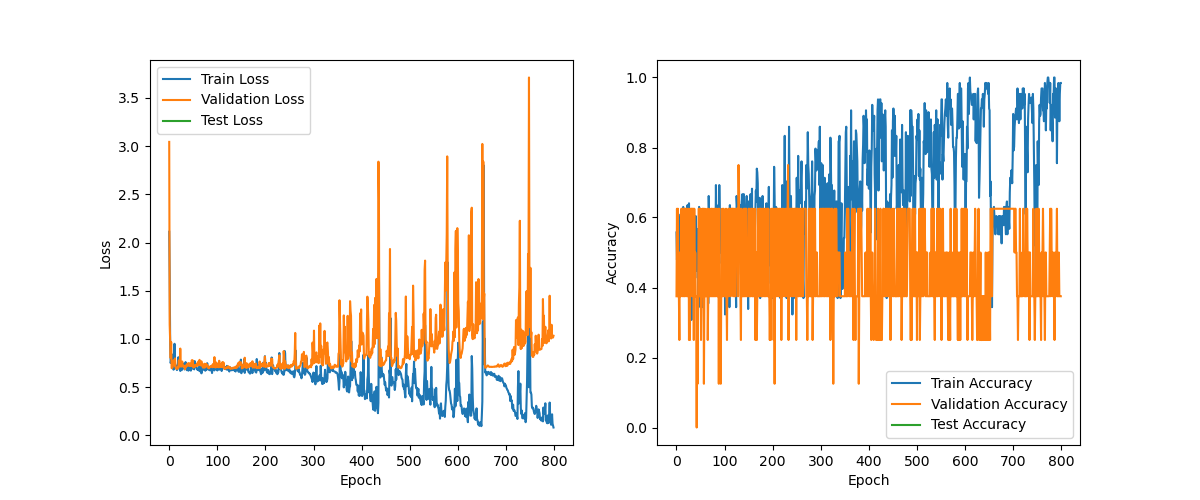 Train Loss
Validation Loss
Test Loss
3.5
3.0
2.5
2.0
1.5
1.0
0.5
0.0
Loss
0 100 200 300 400 500 600 700 800
Epoch
1.0
0.8
0.6
0.4
0.2
0.0
Accuracy
Train Accuracy
Validation Accuracy
Test Accuracy
0 100 200 300 400 500 600 700 800
Epoch